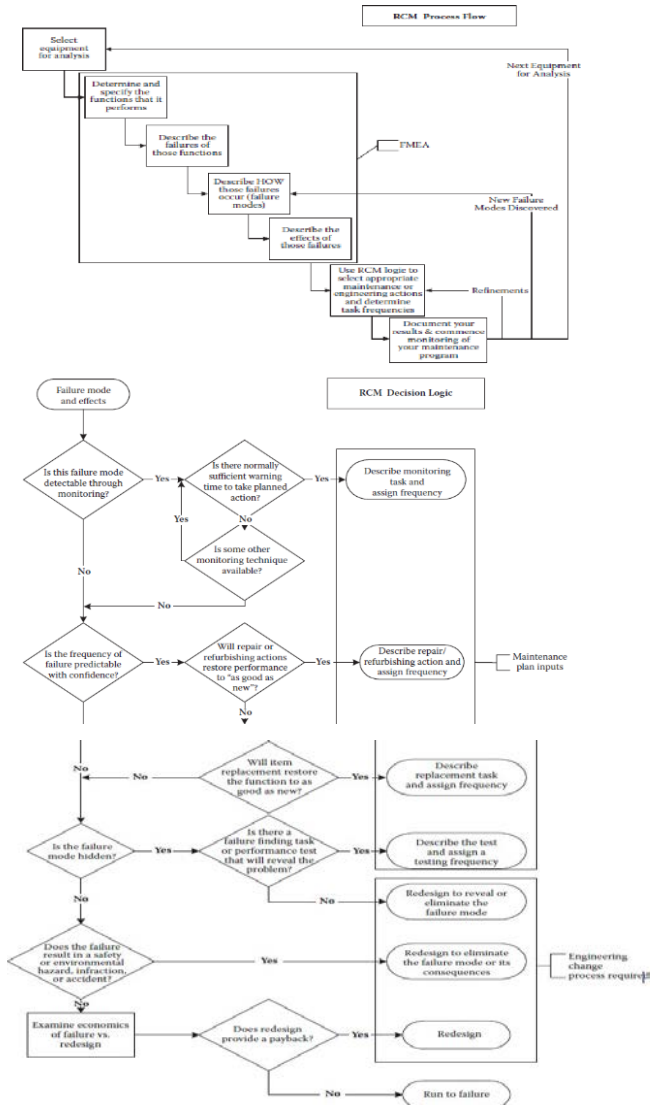 RCM Process Flow
Select
equipment
for analysis
Next Equipment
for Analysis
Determine and
specify the
functions that it
performs
Describe the
failures of
those functions
FMEA
Describe HOW
those failures
occur (failure
modes)
New Failure
Modes Discovered
Describe the
effects of
those failures
Use RCM logic to
select appropriate
maintenance or
engineering actions
and determine
task frequencies
Refinements
Document your
results & commence
monitoring of
your maintenance
program
RCM Decision Logic
Failure mode
and effects
Is this failure mode
detectable through
monitoring?
Yes
Is there normally
sufficient warning
time to take planned
action?
Yes
Describe monitoring
task and
assign frequency
Yes
No
Is some other
monitoring technique
available?
No
No
Is the frequency of
failure predictable
with confidence?
Yes
Will repair or
refurbishing actions
restore performance
to "as good as
new"?
Yes
Describe repair/
refurbishing action and
assign frequency
Maintenance
plan inputs
No
No
No
Will item
replacement restore
the function to as
good as new?
Yes
Describe
replacement task
and assign frequency
Is the failure
mode hidden?
Yes
Is there a
failure finding task
or performance test
that will reveal the
problem?
Yes
Describe the test
and assign a
testing frequency
No
No
Redesign to reveal or
eliminate the
failure mode
Does the failure
result in a safety
or environmental
hazard, infraction,
or accident?
Yes
Redesign to eliminate
the failure mode or its
consequences
Engineering
change
process required
No
Examine economics
of failure vs.
redesign
Does redesign
provide a payback?
Yes
Redesign
No
Run to failure